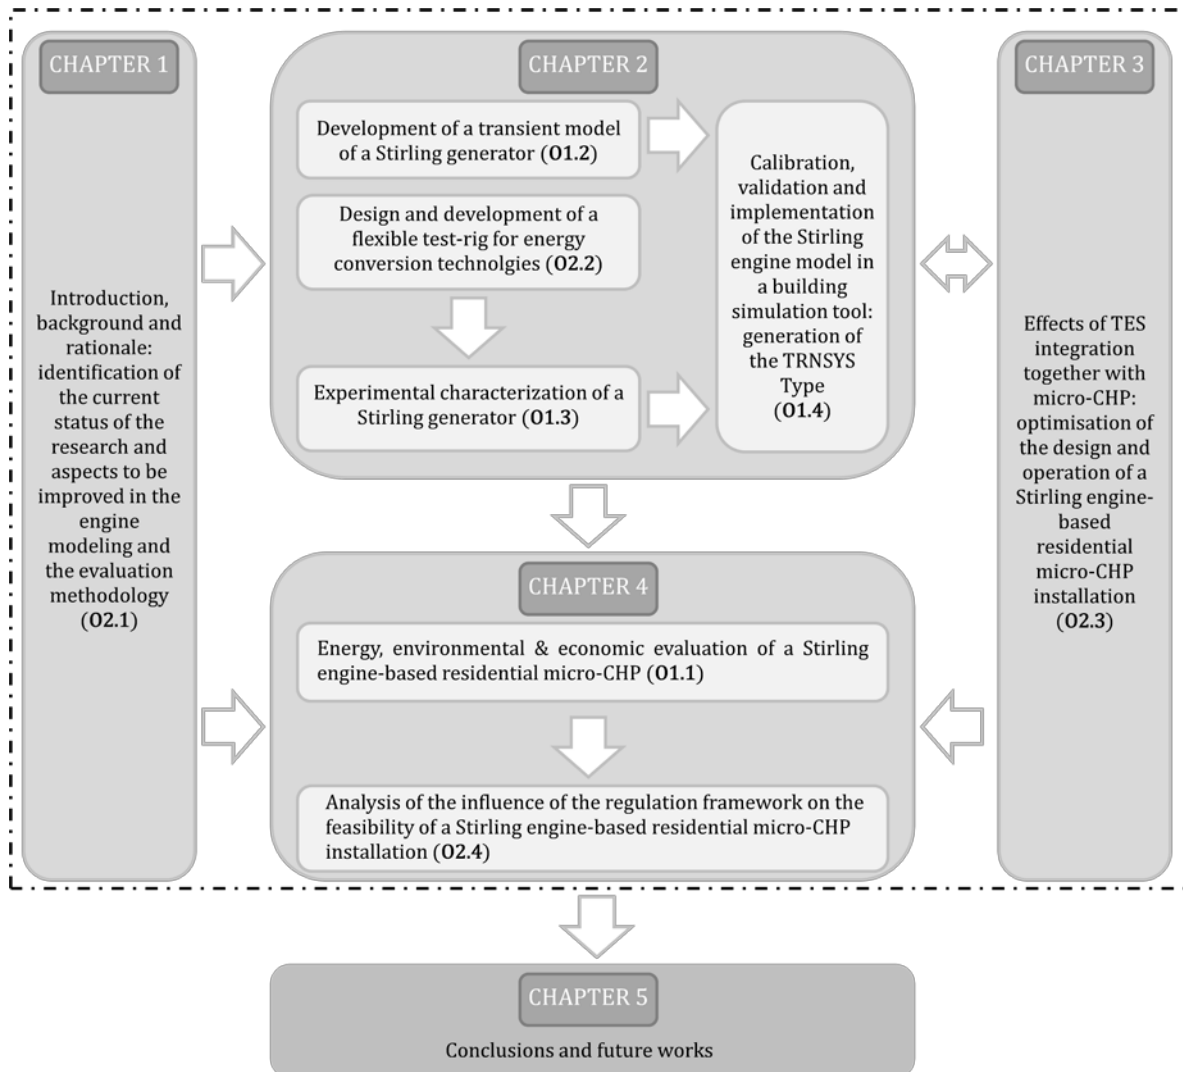 CHAPTER 1
Introduction,
background and
rationale:
identification of
the current
status of the
research and
aspects to be
improved in the
engine
modeling and
the evaluation
methodology
(O2.1)
CHAPTER 2
Development of a transient model
of a Stirling generator (O1.2)
Design and development of a
flexible test-rig for energy
conversion technolgies (O2.2)
Experimental characterization of a
Stirling generator (O1.3)
Calibration,
validation and
implementation
of the Stirling
engine model in
a building
simulation tool:
generation of
the TRNSYS
Type
(O1.4)
CHAPTER 3
Effects of TES
integration
together with
micro-CHP:
optimisation of
the design and
operation of a
Stirling engine-
based
residential
micro-CHP
installation
(O2.3)
CHAPTER 4
Energy, environmental & economic evaluation of a Stirling
engine-based residential micro-CHP (O1.1)
Analysis of the influence of the regulation framework on the
feasibility of a Stirling engine-based residential micro-CHP
installation (O2.4)
CHAPTER 5
Conclusions and future works